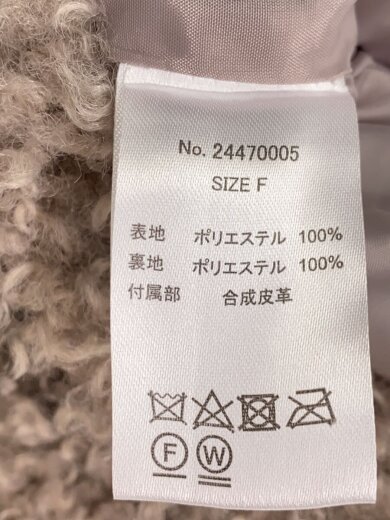 No. 24470005
SIZE F
表地 ポリエステル 100%
裏地 ポリエステル 100%
付属部 合成皮革
F W